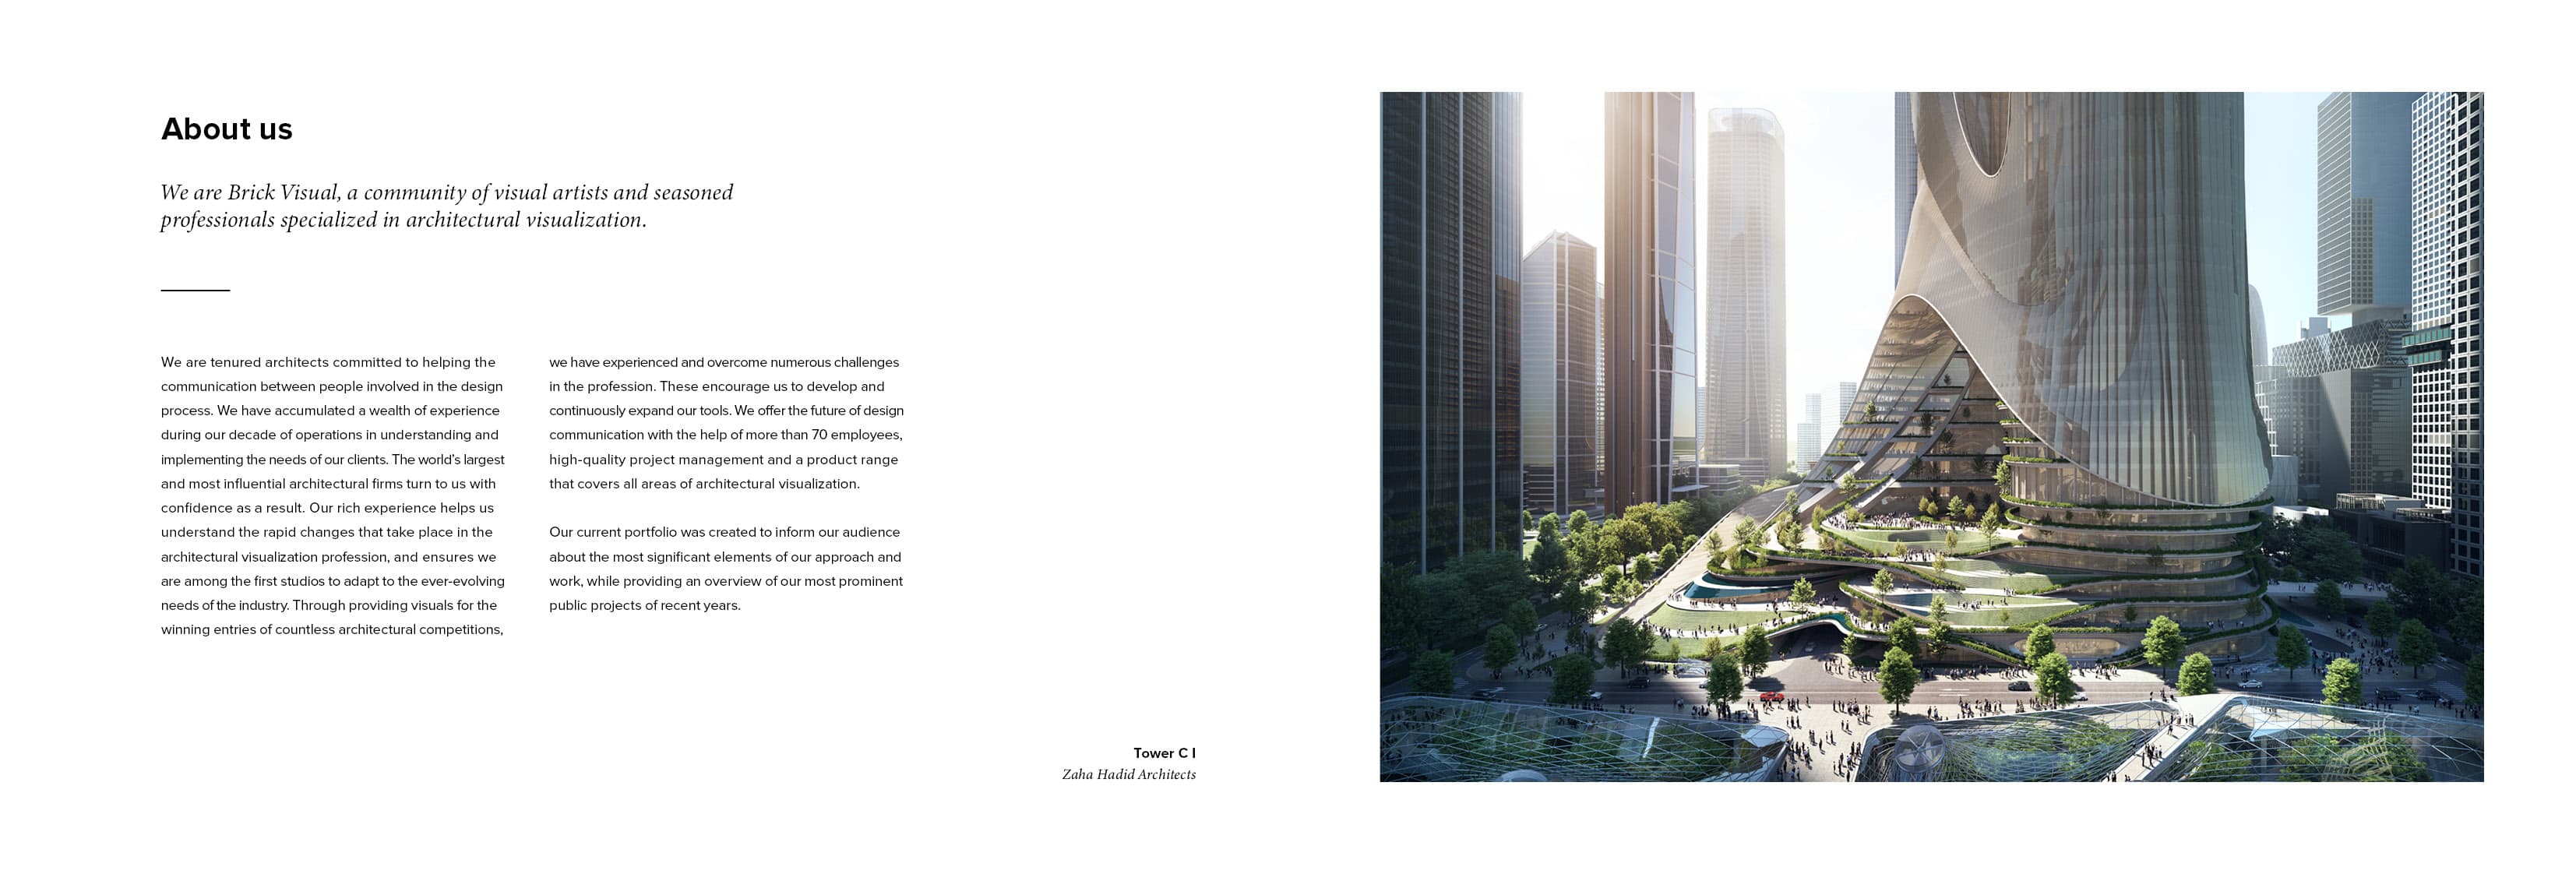 About us
We are Brick Visual, a community of visual artists and seasoned
professionals specialized in architectural visualization.
We are tenured architects committed to helping the
communication between people involved in the design
process. We have accumulated a wealth of experience
during our decade of operations in understanding and
implementing the needs of our clients. The world’s largest
and most influential architectural firms turn to us with
confidence as a result. Our rich experience helps us
understand the rapid changes that take place in the
architectural visualization profession, and ensures we
are among the first studios to adapt to the ever-evolving
needs of the industry. Through providing visuals for the
winning entries of countless architectural competitions,
we have experienced and overcome numerous challenges
in the profession. These encourage us to develop and
continuously expand our tools. We offer the future of design
communication with the help of more than 70 employees,
high-quality project management and a product range
that covers all areas of architectural visualization.
Our current portfolio was created to inform our audience
about the most significant elements of our approach and
work, while providing an overview of our most prominent
public projects of recent years.
Tower C I
Zaha Hadid Architects